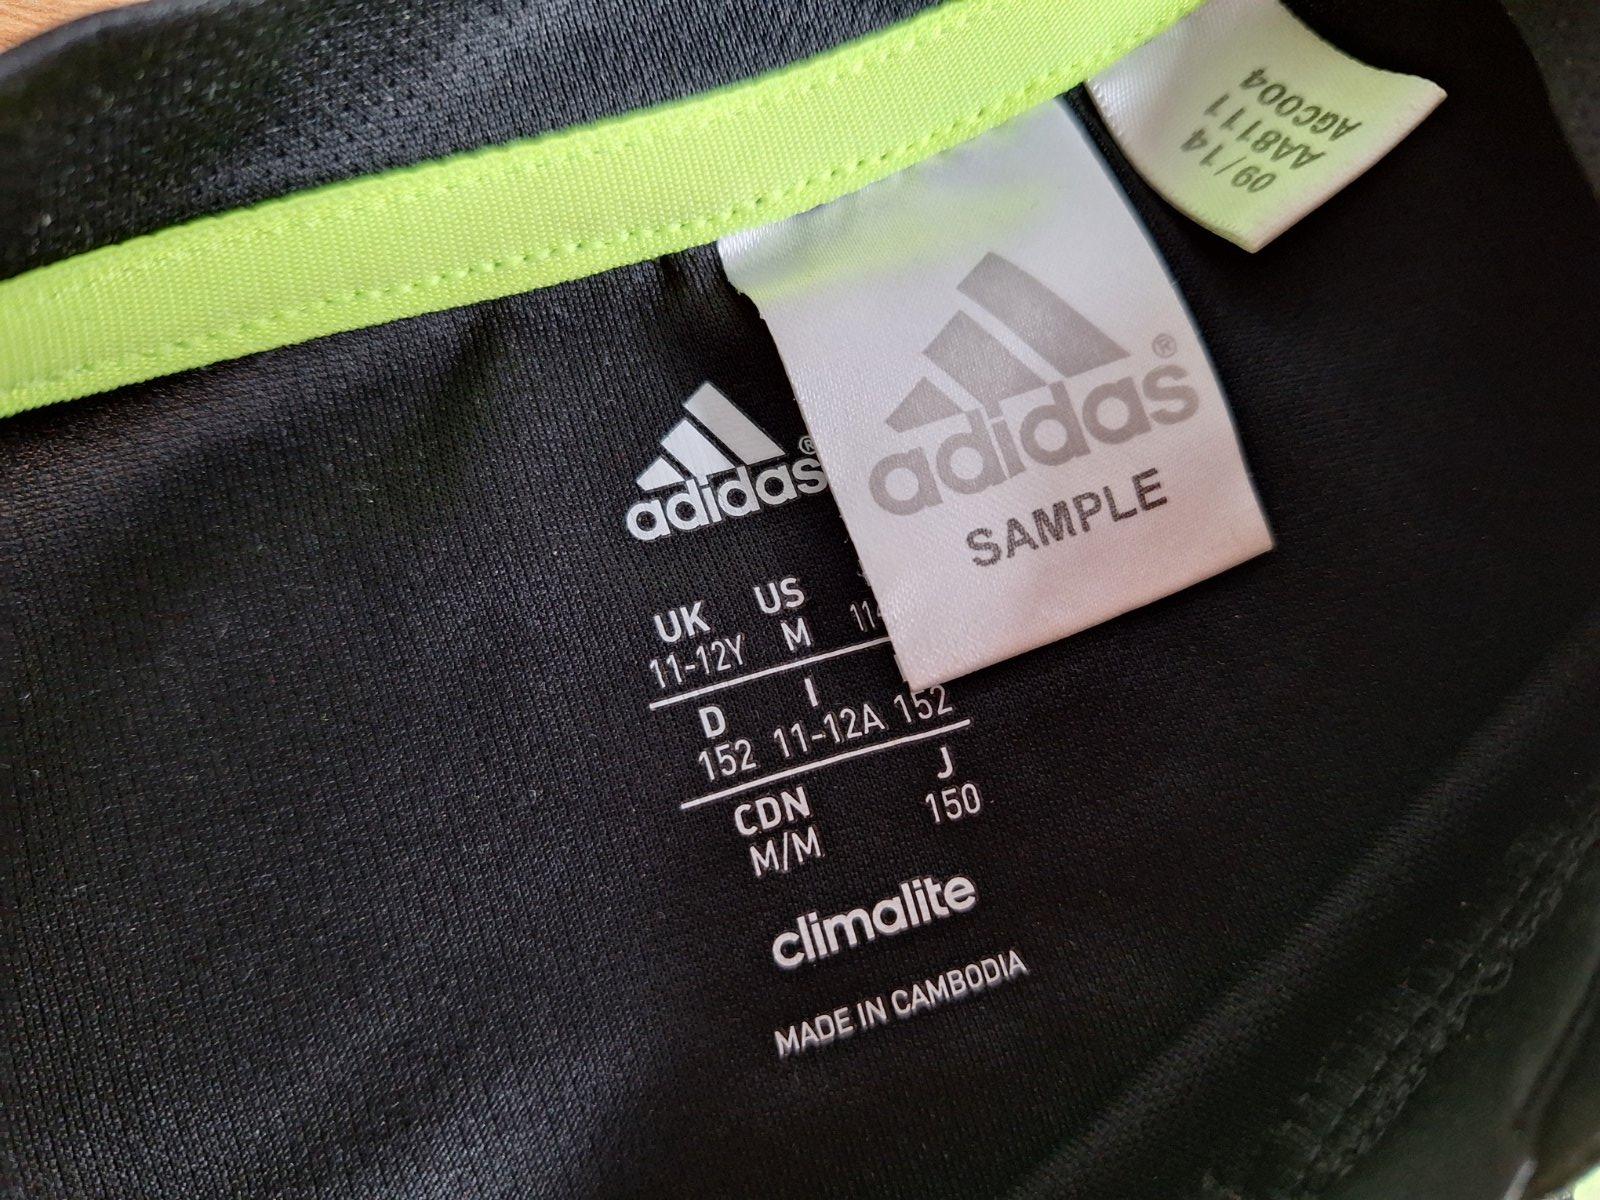 09/14
AA8111
AGC004
adidas®
SAMPLE
adidas®
UK US
11-12Y M
D I
152 11-12A 152
CDN J
M/M 150
climalite
MADE IN CAMBODIA